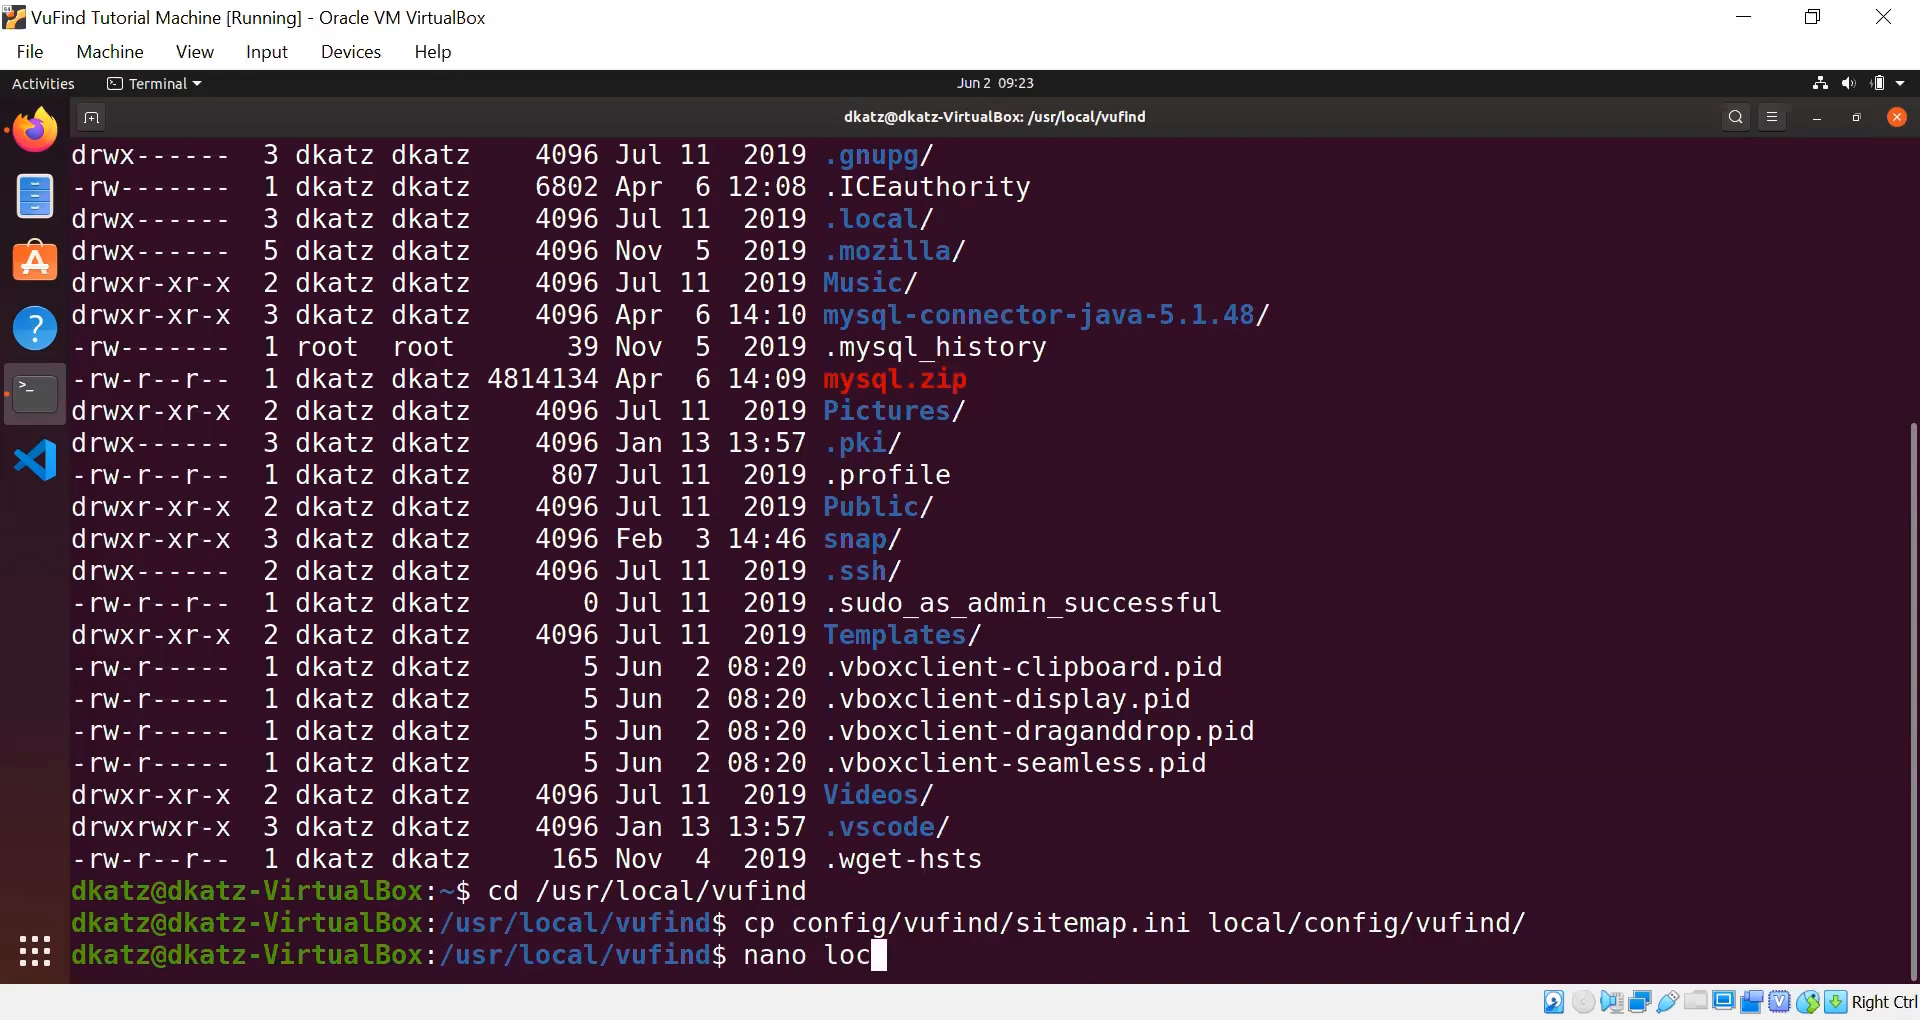 VuFind Tutorial Machine [Running] - Oracle VM VirtualBox
File Machine View Input Devices Help
Activities Terminal Jun 2 09:23
dkatz@dkatz-VirtualBox: /usr/local/vufind
drwx------  3 dkatz dkatz    4096 Jul 11  2019 .gnupg/
-rw-------  1 dkatz dkatz    6802 Apr  6 12:08 .ICEauthority
drwx------  3 dkatz dkatz    4096 Jul 11  2019 .local/
drwx------  5 dkatz dkatz    4096 Nov  5  2019 .mozilla/
drwxr-xr-x  2 dkatz dkatz    4096 Jul 11  2019 Music/
drwxr-xr-x  3 dkatz dkatz    4096 Apr  6 14:10 mysql-connector-java-5.1.48/
-rw-------  1 root  root       39 Nov  5  2019 .mysql_history
-rw-r--r--  1 dkatz dkatz 4814134 Apr  6 14:09 mysql.zip
drwxr-xr-x  2 dkatz dkatz    4096 Jul 11  2019 Pictures/
drwx------  3 dkatz dkatz    4096 Jan 13 13:57 .pki/
-rw-r--r--  1 dkatz dkatz     807 Jul 11  2019 .profile
drwxr-xr-x  2 dkatz dkatz    4096 Jul 11  2019 Public/
drwxr-xr-x  3 dkatz dkatz    4096 Feb  3 14:46 snap/
drwx------  2 dkatz dkatz    4096 Jul 11  2019 .ssh/
-rw-r--r--  1 dkatz dkatz       0 Jul 11  2019 .sudo_as_admin_successful
drwxr-xr-x  2 dkatz dkatz    4096 Jul 11  2019 Templates/
-rw-r-----  1 dkatz dkatz       5 Jun  2 08:20 .vboxclient-clipboard.pid
-rw-r-----  1 dkatz dkatz       5 Jun  2 08:20 .vboxclient-display.pid
-rw-r-----  1 dkatz dkatz       5 Jun  2 08:20 .vboxclient-draganddrop.pid
-rw-r-----  1 dkatz dkatz       5 Jun  2 08:20 .vboxclient-seamless.pid
drwxr-xr-x  2 dkatz dkatz    4096 Jul 11  2019 Videos/
drwxrwxr-x  3 dkatz dkatz    4096 Jan 13 13:57 .vscode/
-rw-r--r--  1 dkatz dkatz     165 Nov  4  2019 .wget-hsts
dkatz@dkatz-VirtualBox:~$ cd /usr/local/vufind
dkatz@dkatz-VirtualBox:/usr/local/vufind$ cp config/vufind/sitemap.ini local/config/vufind/
dkatz@dkatz-VirtualBox:/usr/local/vufind$ nano loc
Right Ctrl